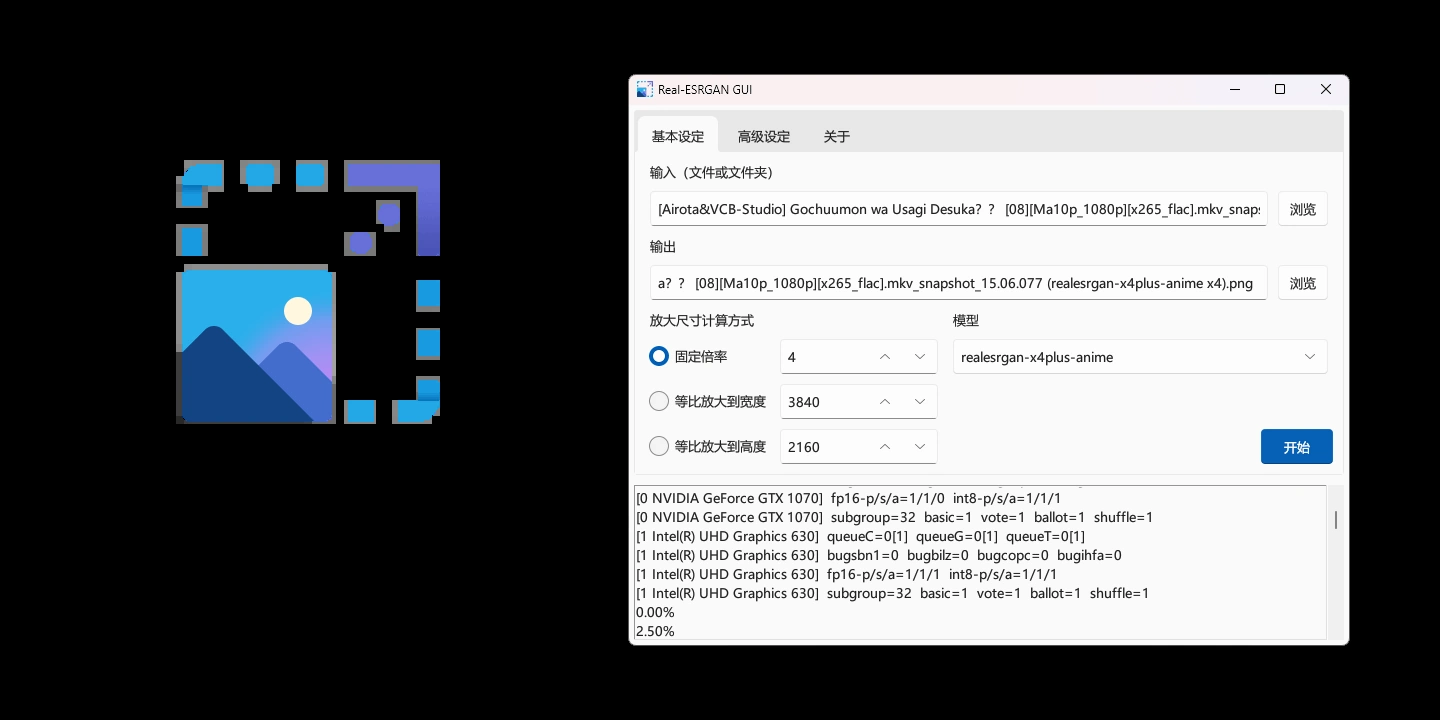 Real-ESRGAN GUI
基本设定 高级设定 关于
输入（文件或文件夹）
[Airota&VCB-Studio] Gochuumon wa Usagi Desuka？？ [08][Ma10p_1080p][x265_flac].mkv_snaps 浏览
输出
a？？ [08][Ma10p_1080p][x265_flac].mkv_snapshot_15.06.077 (realesrgan-x4plus-anime x4).png 浏览
放大尺寸计算方式 模型
固定倍率 4 realesrgan-x4plus-anime
等比放大到宽度 3840
等比放大到高度 2160 开始
[0 NVIDIA GeForce GTX 1070] fp16-p/s/a=1/1/0 int8-p/s/a=1/1/1
[0 NVIDIA GeForce GTX 1070] subgroup=32 basic=1 vote=1 ballot=1 shuffle=1
[1 Intel(R) UHD Graphics 630] queueC=0[1] queueG=0[1] queueT=0[1]
[1 Intel(R) UHD Graphics 630] bugsbn1=0 bugbilz=0 bugcopc=0 bugihfa=0
[1 Intel(R) UHD Graphics 630] fp16-p/s/a=1/1/1 int8-p/s/a=1/1/1
[1 Intel(R) UHD Graphics 630] subgroup=32 basic=1 vote=1 ballot=1 shuffle=1
0.00%
2.50%